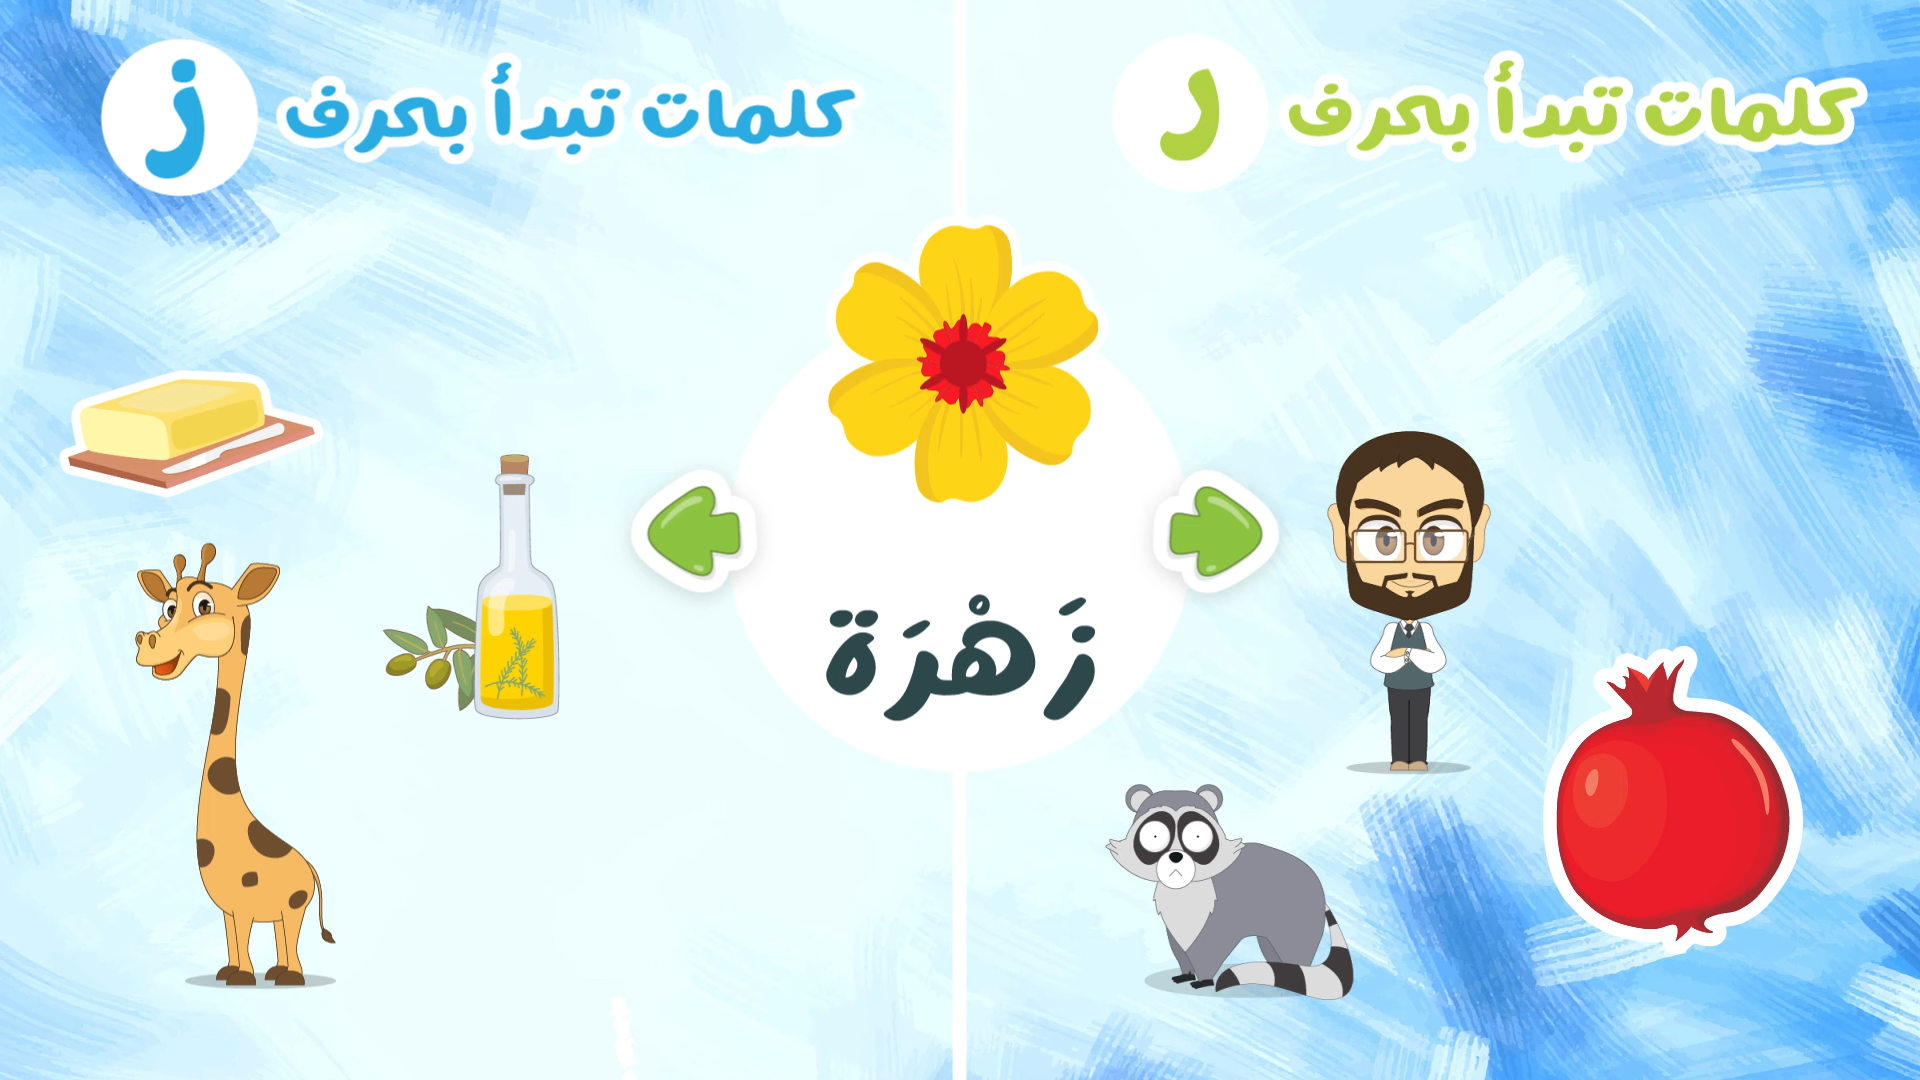 كلمات تبدأ بحرف ر
كلمات تبدأ بحرف ز
زَهْرَة